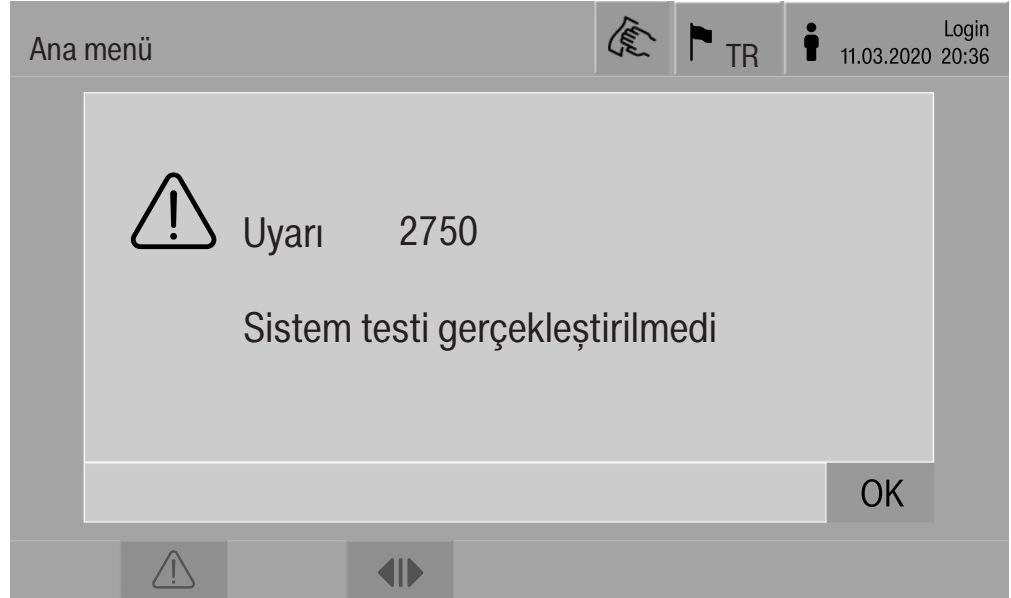 Ana menü
TR
Login
11.03.2020 20:36
Uyarı 2750
Sistem testi gerçekleştirilmedi
OK